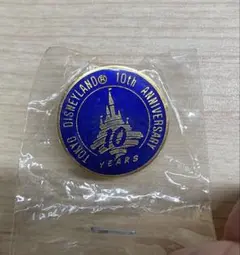 TOKYO DISNEYLAND® 10th ANNIVERSARY
10
YEARS